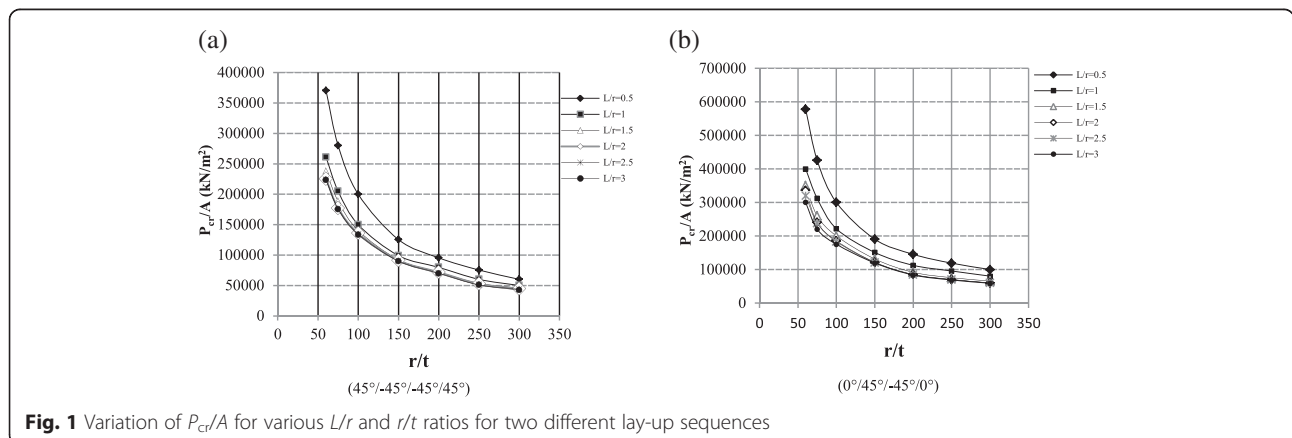 (a)
400000
350000
300000
250000
200000
150000
100000
50000
0
P_cr/A (kN/m²)
0 50 100 150 200 250 300 350
r/t
(45°/-45°/-45°/45°)
L/r=0.5
L/r=1
L/r=1.5
L/r=2
L/r=2.5
L/r=3
(b)
700000
600000
500000
400000
300000
200000
100000
0
P_cr/A (kN/m²)
0 50 100 150 200 250 300 350
r/t
(0°/45°/-45°/0°)
L/r=0.5
L/r=1
L/r=1.5
L/r=2
L/r=2.5
L/r=3
Fig. 1 Variation of P_cr/A for various L/r and r/t ratios for two different lay-up sequences